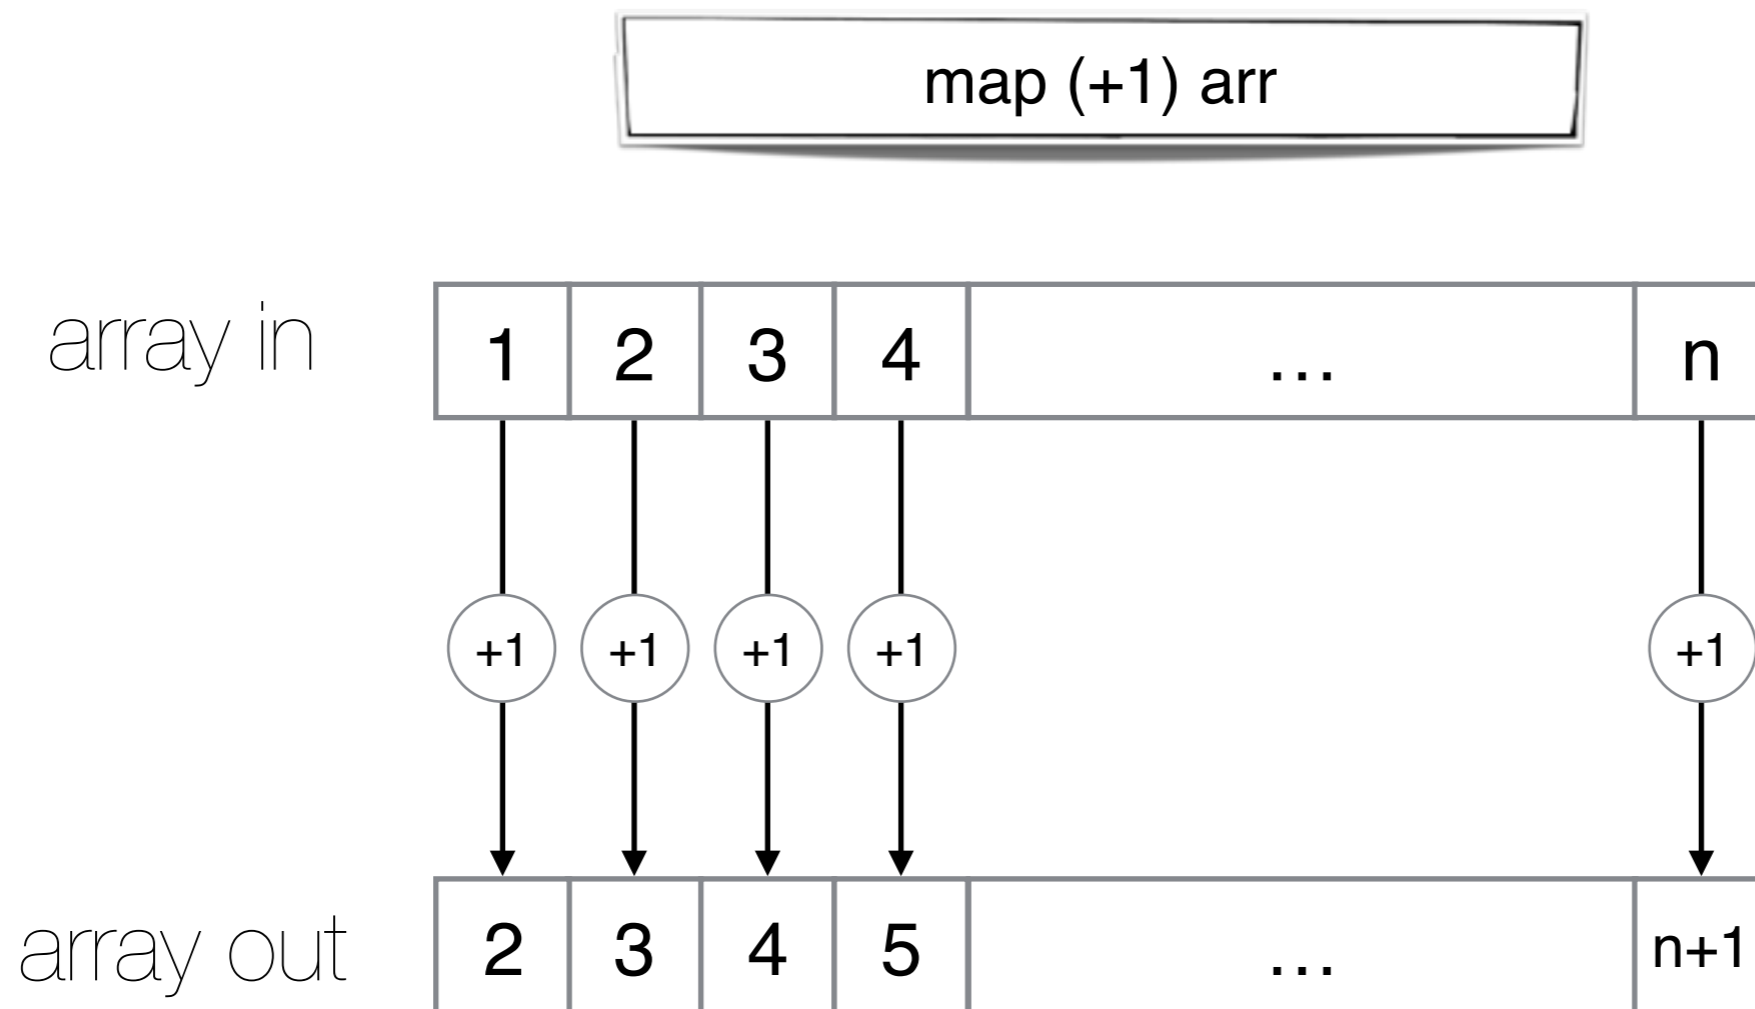 map (+1) arr
array in 1 2 3 4 ... n
+1 +1 +1 +1 +1
array out 2 3 4 5 ... n+1